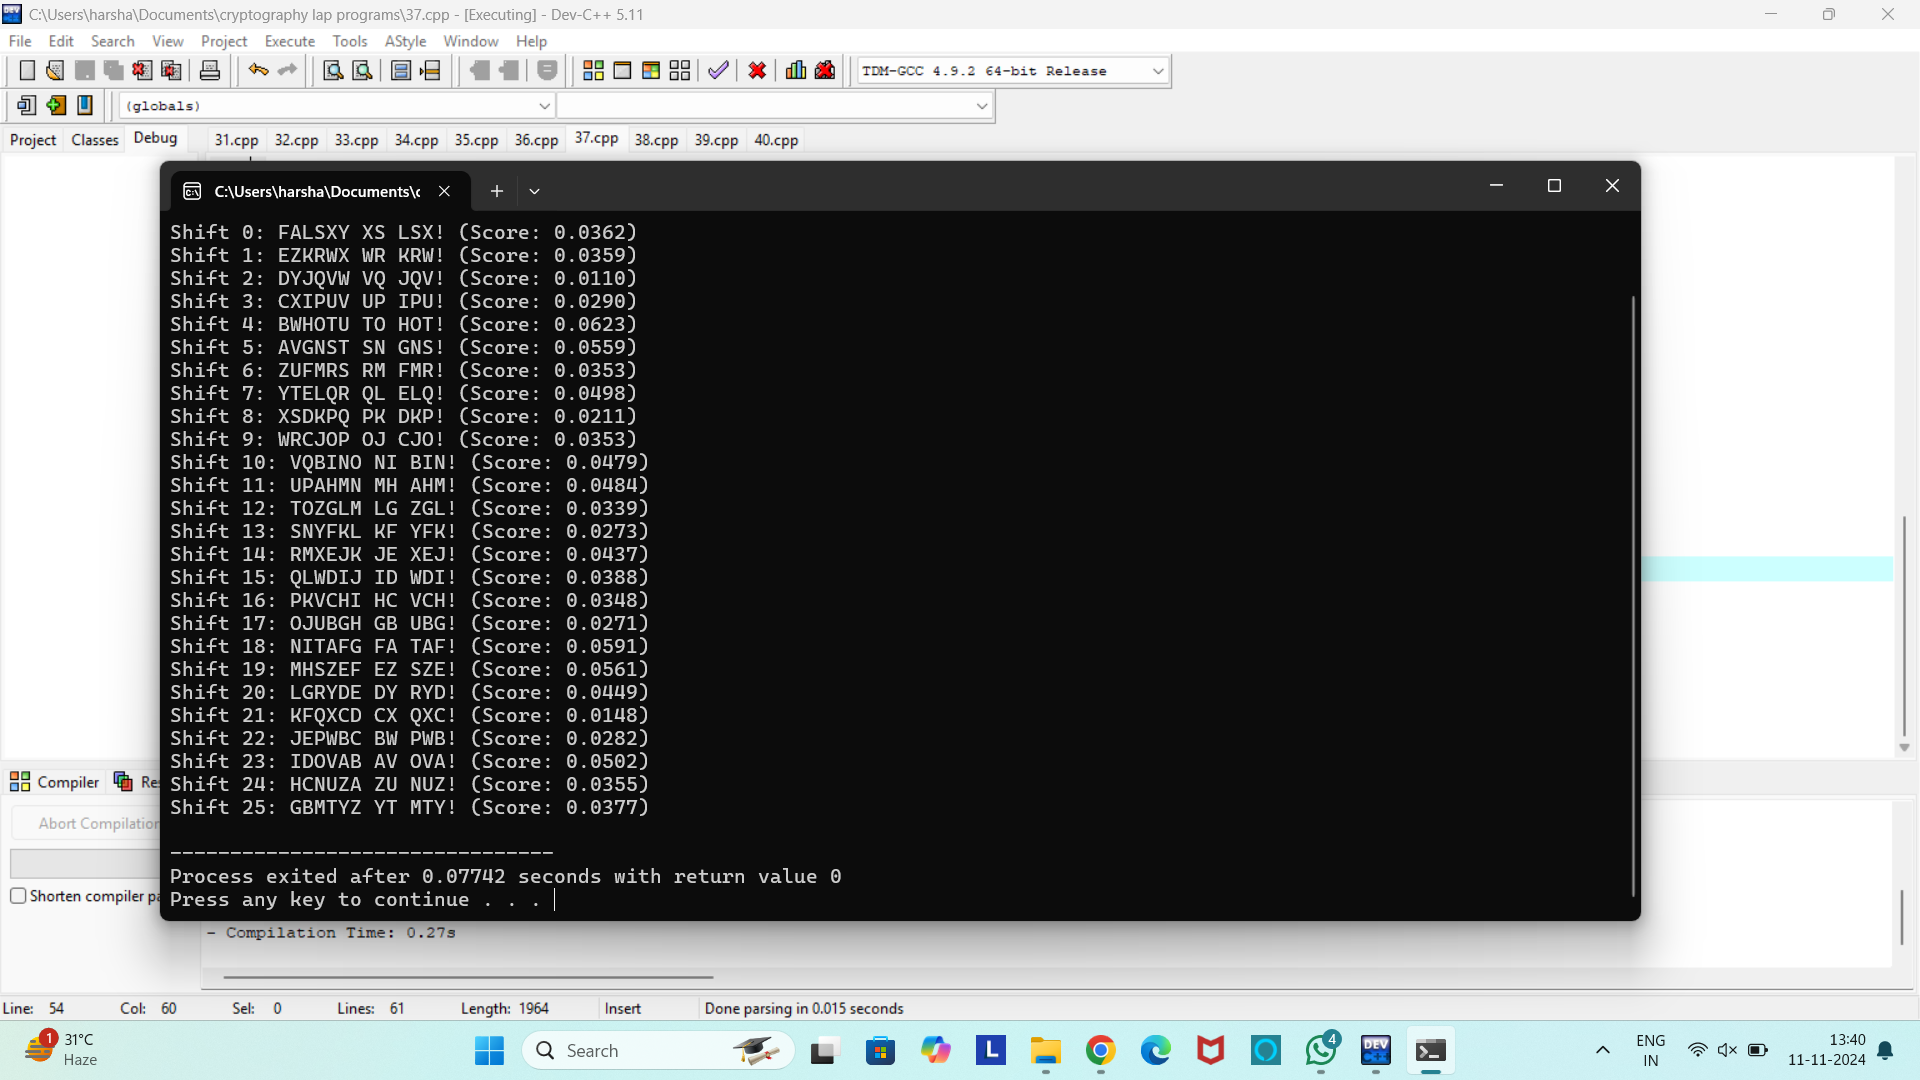 C:\Users\harsha\Documents\cryptography lap programs\37.cpp - [Executing] - Dev-C++ 5.11
File Edit Search View Project Execute Tools AStyle Window Help
TDM-GCC 4.9.2 64-bit Release
(globals)
Project Classes Debug 31.cpp 32.cpp 33.cpp 34.cpp 35.cpp 36.cpp 37.cpp 38.cpp 39.cpp 40.cpp
C:\Users\harsha\Documents\c
Shift 0: FALSXY XS LSX! (Score: 0.0362)
Shift 1: EZKRWX WR KRW! (Score: 0.0359)
Shift 2: DYJQVW VQ JQV! (Score: 0.0110)
Shift 3: CXIPUV UP IPU! (Score: 0.0290)
Shift 4: BWHOTU TO HOT! (Score: 0.0623)
Shift 5: AVGNST SN GNS! (Score: 0.0559)
Shift 6: ZUFMRS RM FMR! (Score: 0.0353)
Shift 7: YTELQR QL ELQ! (Score: 0.0498)
Shift 8: XSDKPQ PK DKP! (Score: 0.0211)
Shift 9: WRCJOP OJ CJO! (Score: 0.0353)
Shift 10: VQBINO NI BIN! (Score: 0.0479)
Shift 11: UPAHMN MH AHM! (Score: 0.0484)
Shift 12: TOZGLM LG ZGL! (Score: 0.0339)
Shift 13: SNYFKL KF YFK! (Score: 0.0273)
Shift 14: RMXEJK JE XEJ! (Score: 0.0437)
Shift 15: QLWDIJ ID WDI! (Score: 0.0388)
Shift 16: PKVCHI HC VCH! (Score: 0.0348)
Shift 17: OJUBGH GB UBG! (Score: 0.0271)
Shift 18: NITAFG FA TAF! (Score: 0.0591)
Shift 19: MHSZEF EZ SZE! (Score: 0.0561)
Shift 20: LGRYDE DY RYD! (Score: 0.0449)
Shift 21: KFQXCD CX QXC! (Score: 0.0148)
Shift 22: JEPWBC BW PWB! (Score: 0.0282)
Shift 23: IDOVAB AV OVA! (Score: 0.0502)
Shift 24: HCNUZA ZU NUZ! (Score: 0.0355)
Shift 25: GBMTYZ YT MTY! (Score: 0.0377)
--------------------------------
Process exited after 0.07742 seconds with return value 0
Press any key to continue . . .
Compiler Re
Abort Compilation
Shorten compiler pa
- Compilation Time: 0.27s
Line: 54 Col: 60 Sel: 0 Lines: 61 Length: 1964 Insert Done parsing in 0.015 seconds
1 31°C
Haze
Search
L
4
DEV
ENG
IN
13:40
11-11-2024